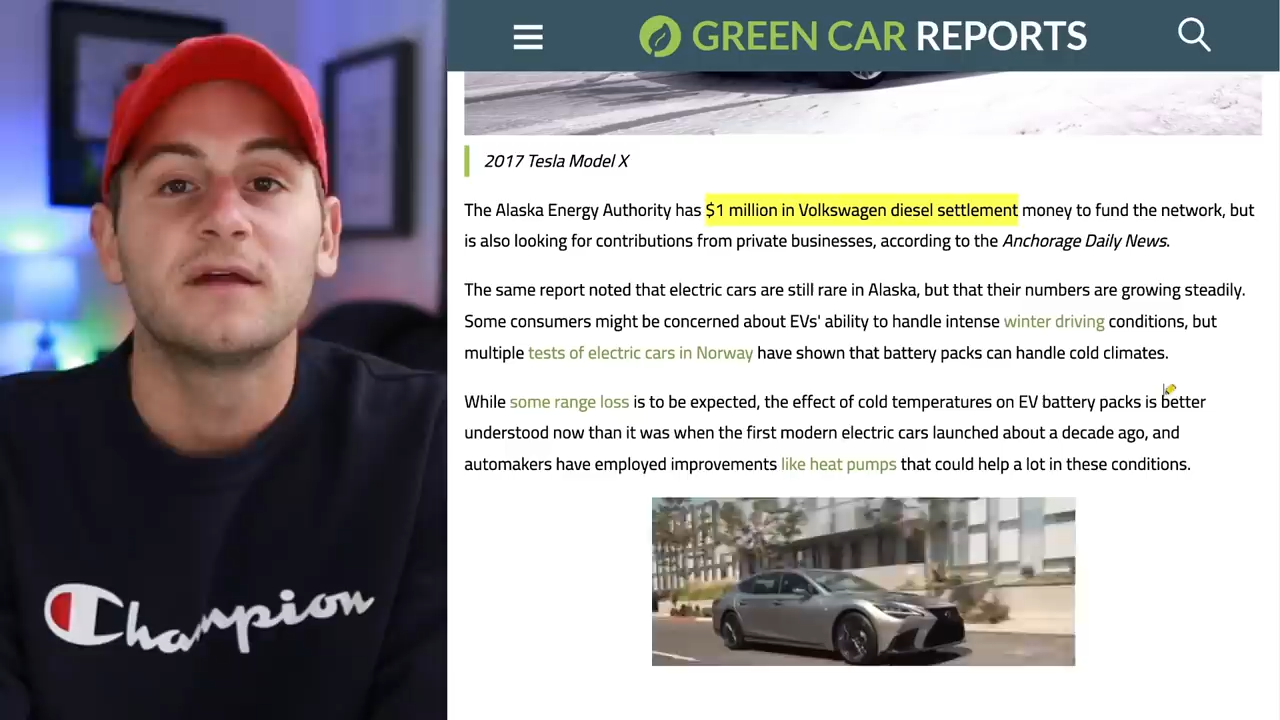 GREEN CAR REPORTS
2017 Tesla Model X
The Alaska Energy Authority has $1 million in Volkswagen diesel settlement money to fund the network, but
is also looking for contributions from private businesses, according to the Anchorage Daily News.
The same report noted that electric cars are still rare in Alaska, but that their numbers are growing steadily.
Some consumers might be concerned about EVs' ability to handle intense winter driving conditions, but
multiple tests of electric cars in Norway have shown that battery packs can handle cold climates.
While some range loss is to be expected, the effect of cold temperatures on EV battery packs is better
understood now than it was when the first modern electric cars launched about a decade ago, and
automakers have employed improvements like heat pumps that could help a lot in these conditions.
Champion